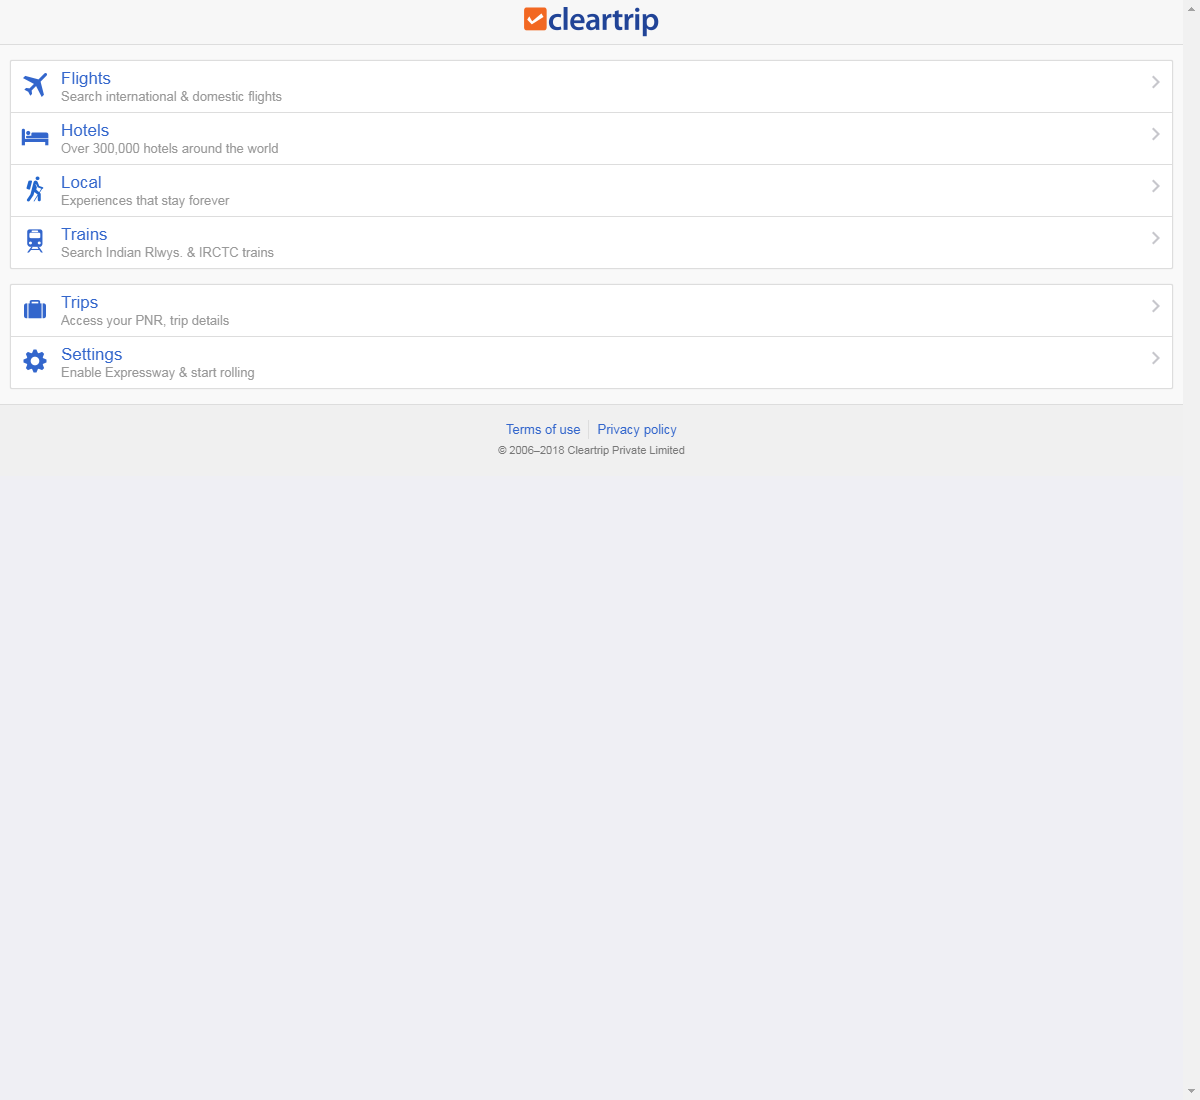 cleartrip
Flights
Search international & domestic flights
Hotels
Over 300,000 hotels around the world
Local
Experiences that stay forever
Trains
Search Indian Rlwys. & IRCTC trains
Trips
Access your PNR, trip details
Settings
Enable Expressway & start rolling
Terms of use Privacy policy
© 2006–2018 Cleartrip Private Limited